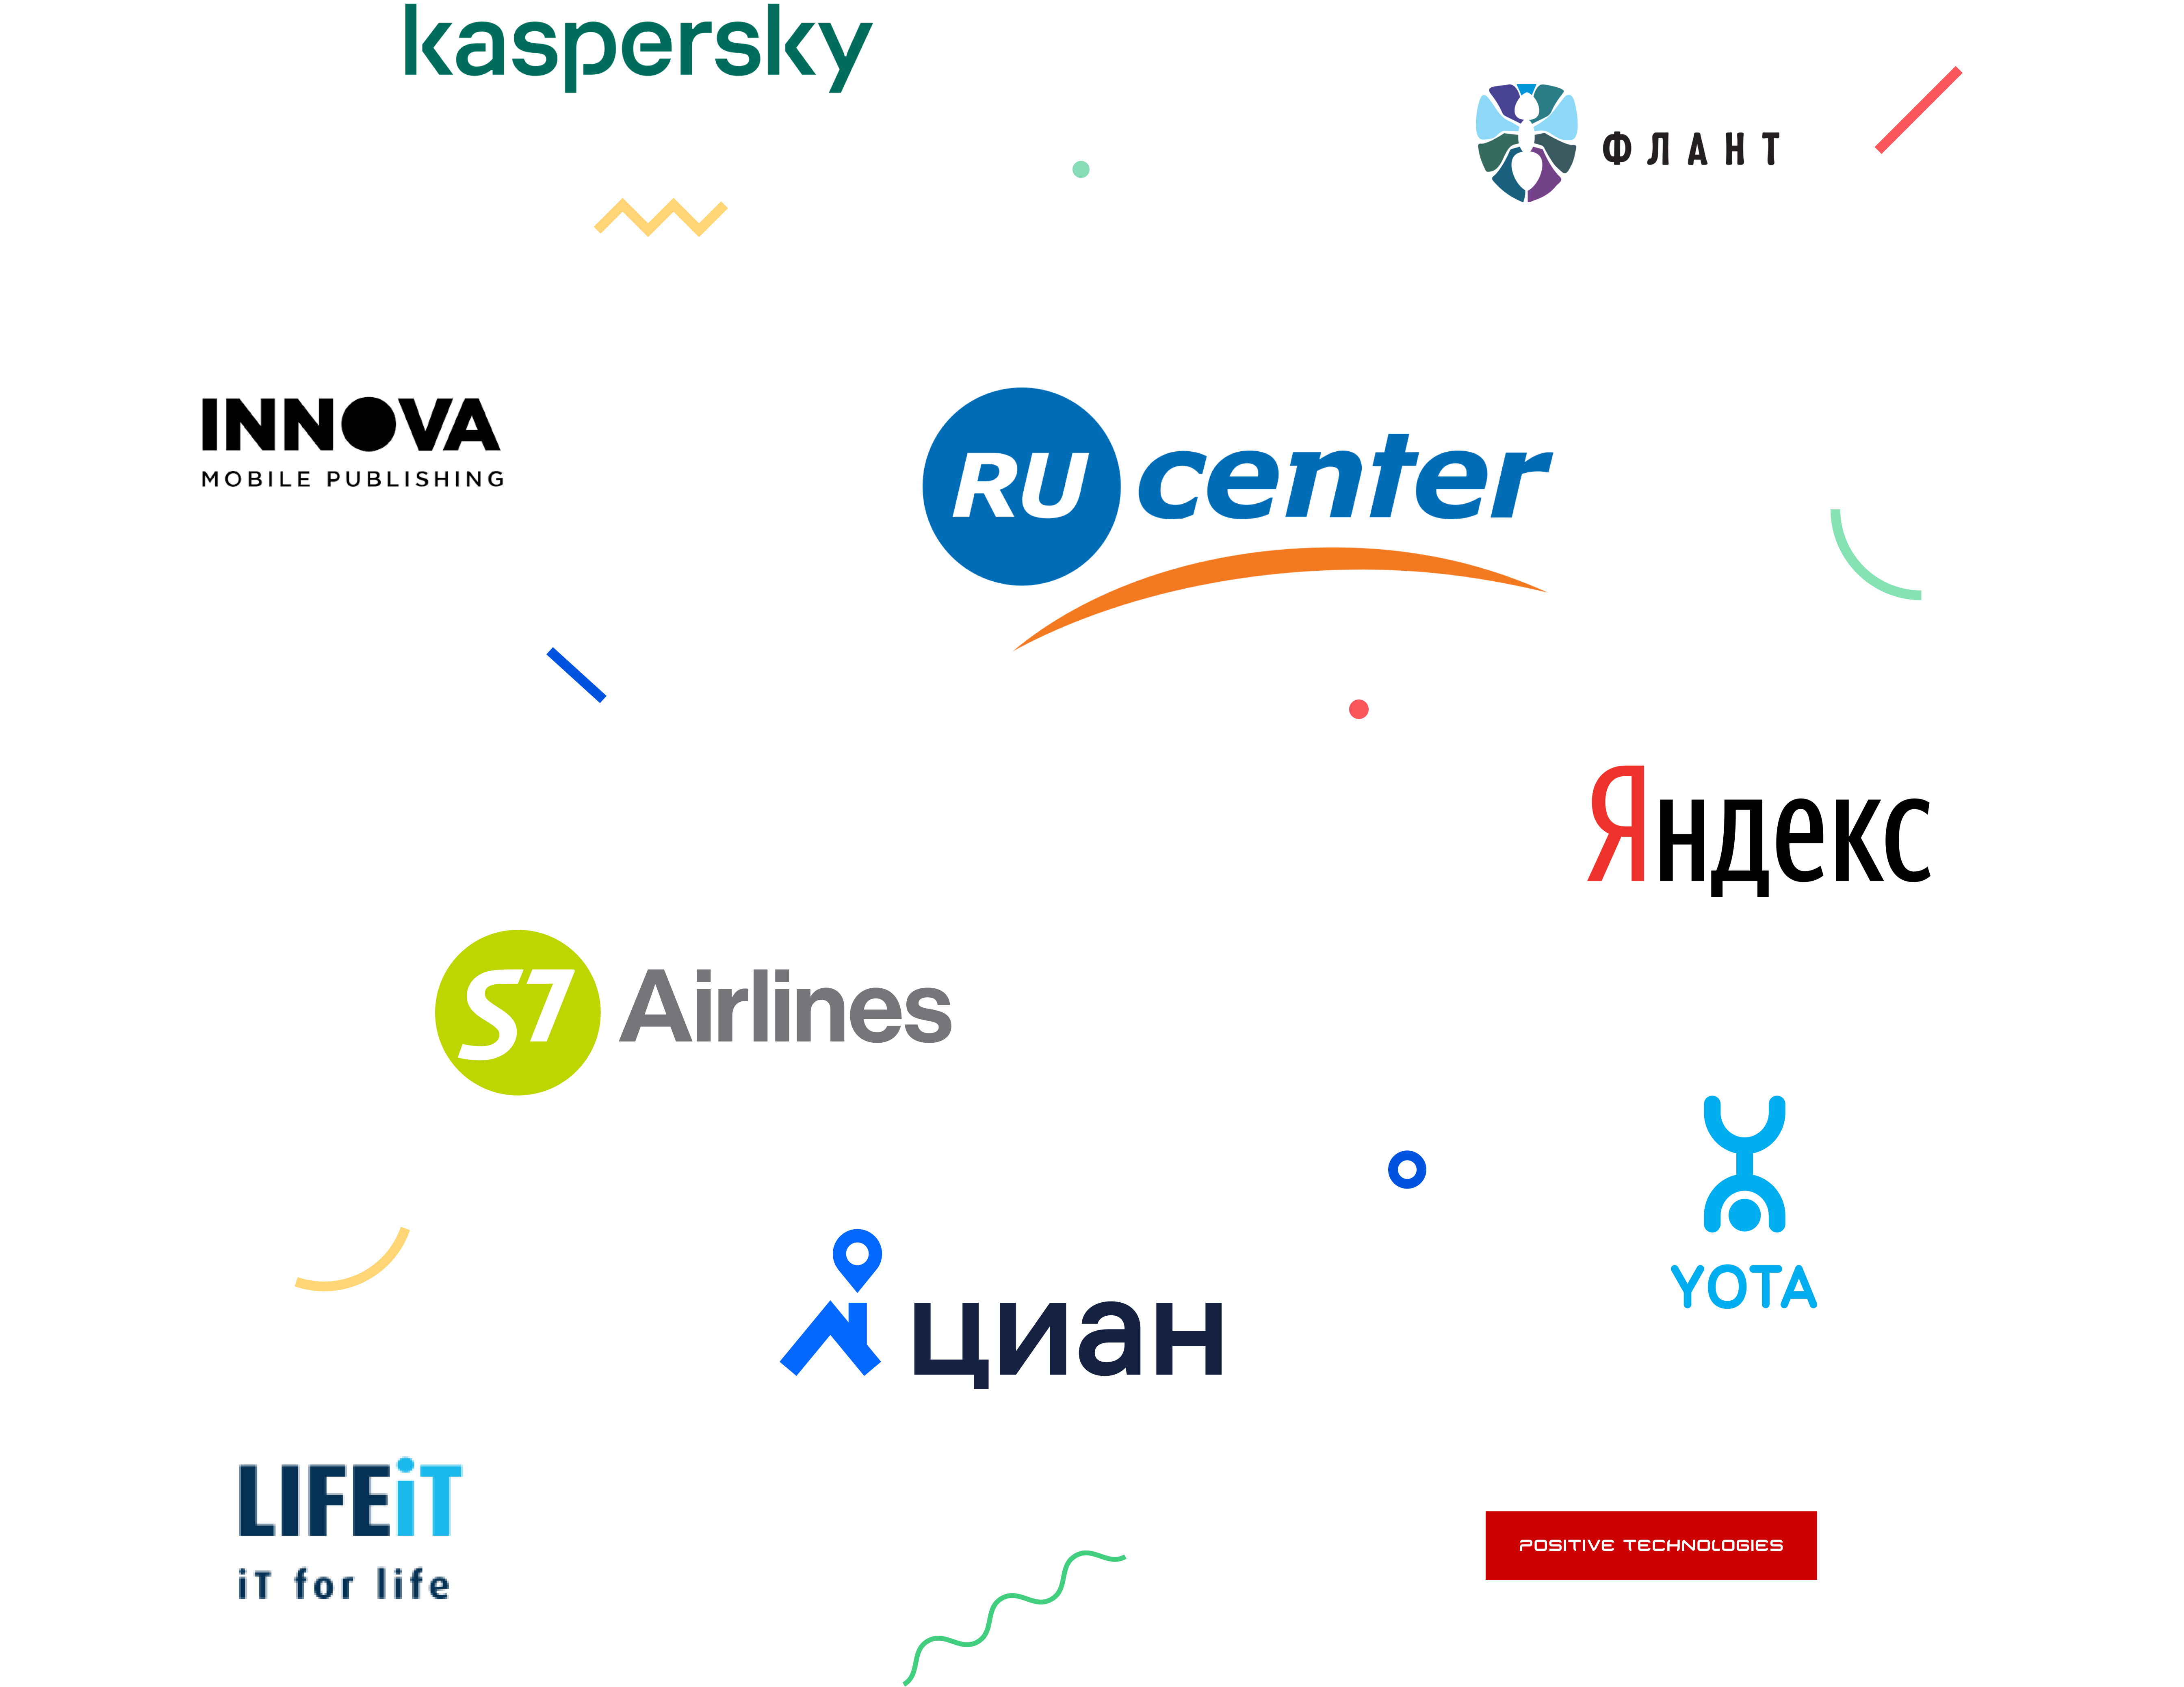 kaspersky
ФЛАНТ
INNOVA
MOBILE PUBLISHING
RU center
Яндекс
S7 Airlines
YOTA
циан
LIFEiT
iT for life
POSITIVE TECHNOLOGIES